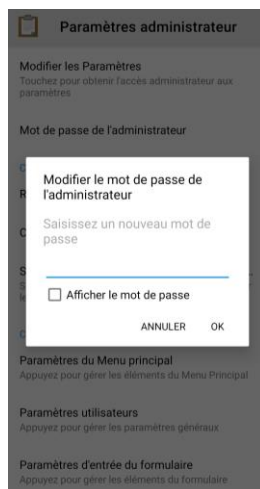 Paramètres administrateur
Modifier les Paramètres
Touchez pour obtenir l'accès administrateur aux
paramètres
Mot de passe de l'administrateur
Modifier le mot de passe de
l'administrateur
Saisissez un nouveau mot de
passe
Afficher le mot de passe
ANNULER OK
Paramètres du Menu principal
Appuyez pour gérer les éléments du Menu Principal
Paramètres utilisateurs
Appuyez pour gérer les paramètres généraux
Paramètres d'entrée du formulaire
Appuyez pour gérer les éléments du formulaire